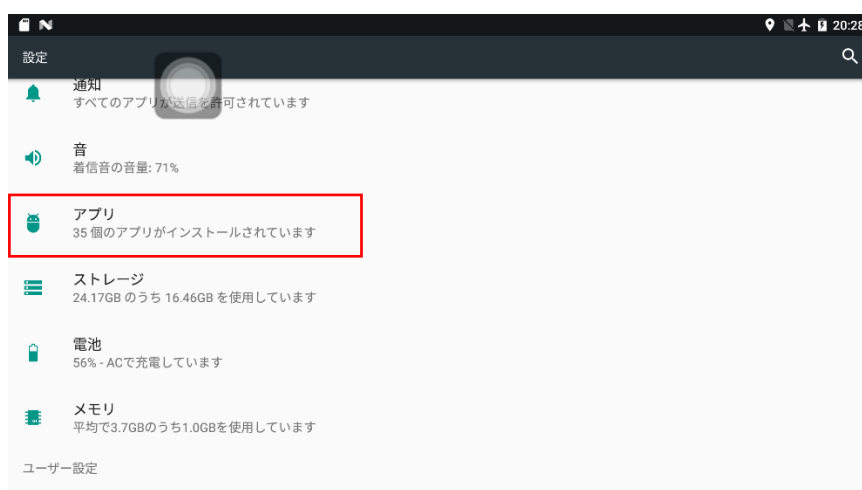 20:28
設定
通知
すべてのアプリが送信を許可されています
音
着信音の音量: 71%
アプリ
35 個のアプリがインストールされています
ストレージ
24.17GB のうち 16.46GB を使用しています
電池
56% - ACで充電しています
メモリ
平均で3.7GBのうち1.0GBを使用しています
ユーザー設定